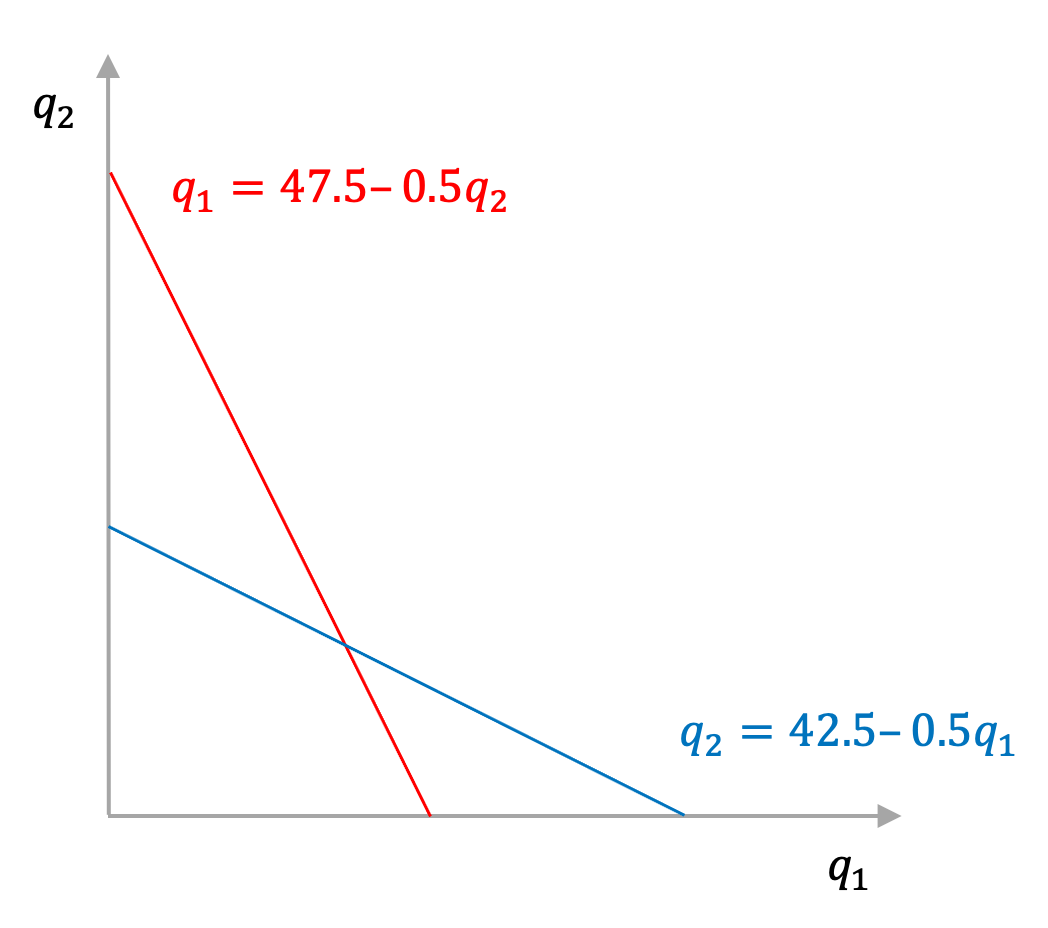 q₂
q₁ = 47.5– 0.5q₂
q₂ = 42.5– 0.5q₁
q₁